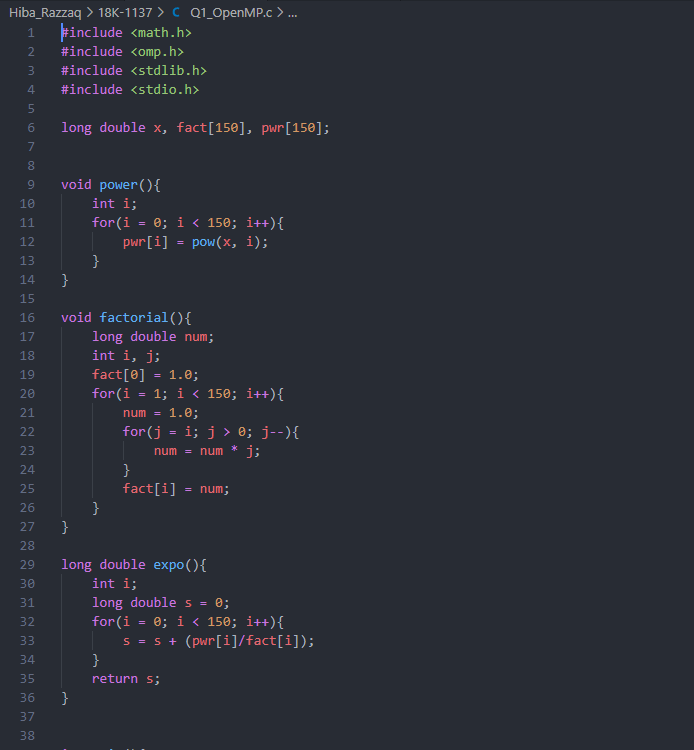 Hiba_Razzaq > 18K-1137 > C Q1_OpenMP.c > ...
1 #include <math.h>
2 #include <omp.h>
3 #include <stdlib.h>
4 #include <stdio.h>
5
6 long double x, fact[150], pwr[150];
7
8
9 void power(){
10 int i;
11 for(i = 0; i < 150; i++){
12 pwr[i] = pow(x, i);
13 }
14 }
15
16 void factorial(){
17 long double num;
18 int i, j;
19 fact[0] = 1.0;
20 for(i = 1; i < 150; i++){
21 num = 1.0;
22 for(j = i; j > 0; j--){
23 num = num * j;
24 }
25 fact[i] = num;
26 }
27 }
28
29 long double expo(){
30 int i;
31 long double s = 0;
32 for(i = 0; i < 150; i++){
33 s = s + (pwr[i]/fact[i]);
34 }
35 return s;
36 }
37
38